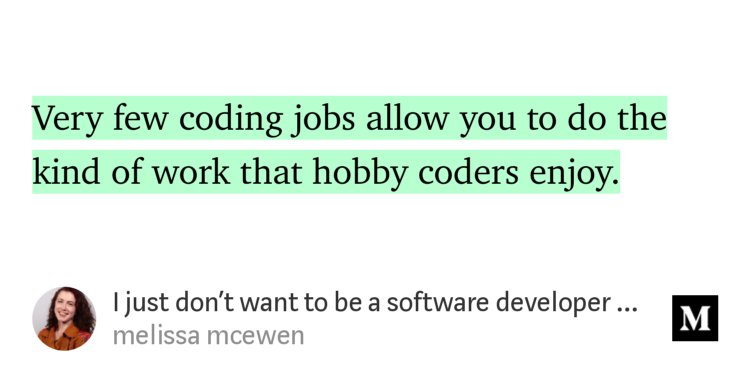 Very few coding jobs allow you to do the
kind of work that hobby coders enjoy.
I just don’t want to be a software developer …
melissa mcewen
M